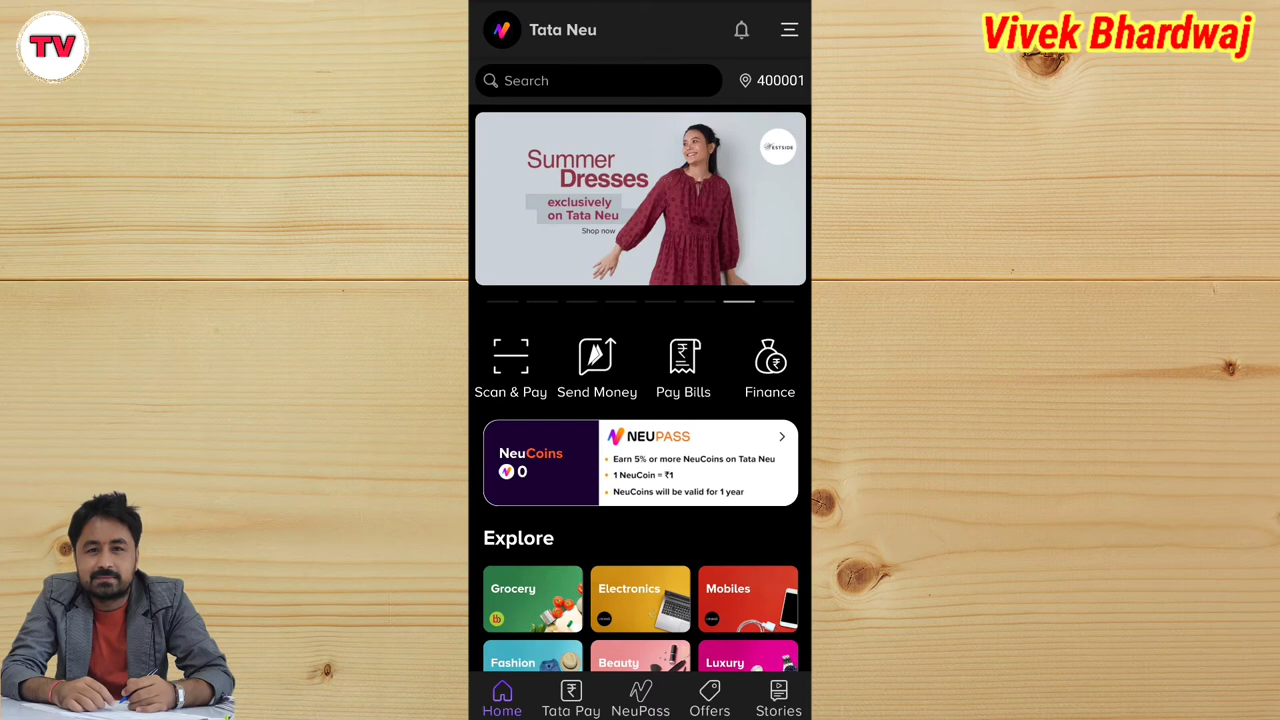 TV
Vivek Bhardwaj
Tata Neu
Search
400001
Summer
Dresses
exclusively
on Tata Neu
Shop now
WESTSIDE
Scan & Pay
Send Money
Pay Bills
Finance
NeuCoins
0
NEUPASS
Earn 5% or more NeuCoins on Tata Neu
1 NeuCoin = ₹1
NeuCoins will be valid for 1 year
Explore
Grocery
bb
Electronics
Mobiles
Fashion
Beauty
Luxury
Home
Tata Pay
NeuPass
Offers
Stories